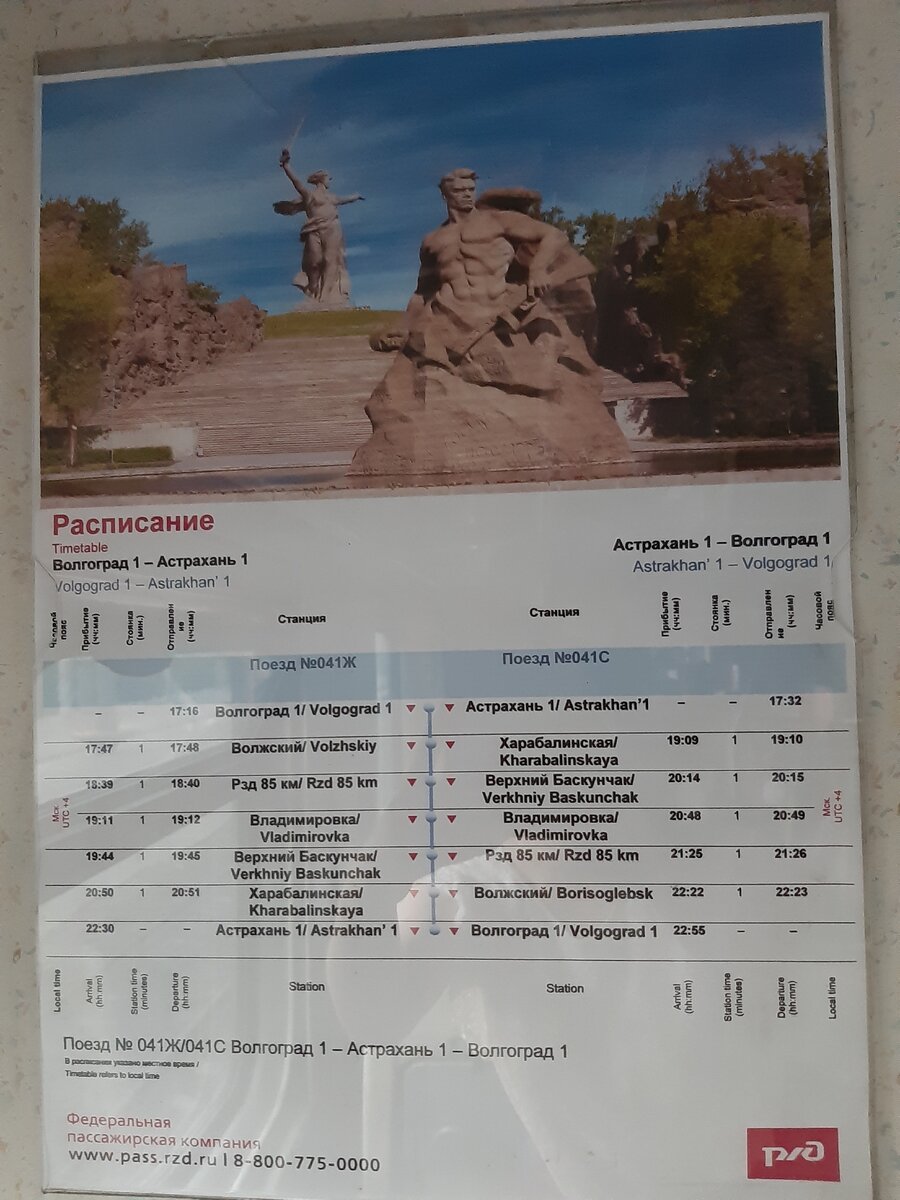 Расписание
Timetable
Волгоград 1 – Астрахань 1
Volgograd 1 – Astrakhan' 1
Астрахань 1 – Волгоград 1
Astrakhan' 1 – Volgograd 1
Часовой пояс
Прибытие (чч:мм)
Стоянка (мин.)
Отправлен ие (чч:мм)
Станция
Станция
Прибытие (чч:мм)
Стоянка (мин.)
Отправлен ие (чч:мм)
Часовой пояс
Поезд №041Ж
Поезд №041С
– – 17:16 Волгоград 1/ Volgograd 1 Астрахань 1/ Astrakhan'1 – – 17:32
17:47 1 17:48 Волжский/ Volzhskiy Харабалинская/ 19:09 1 19:10
Kharabalinskaya
18:39 1 18:40 Рзд 85 км/ Rzd 85 km Верхний Баскунчак/ 20:14 1 20:15
Verkhniy Baskunchak
Мск UTC +4
19:11 1 19:12 Владимировка/ Владимировка/ 20:48 1 20:49
Vladimirovka Vladimirovka
Мск UTC +4
19:44 1 19:45 Верхний Баскунчак/ Рзд 85 км/ Rzd 85 km 21:25 1 21:26
Verkhniy Baskunchak
20:50 1 20:51 Харабалинская/ Волжский/ Borisoglebsk 22:22 1 22:23
Kharabalinskaya
22:30 – – Астрахань 1/ Astrakhan' 1 Волгоград 1/ Volgograd 1 22:55 – –
Local time
Arrival (hh:mm)
Station time (minutes)
Departure (hh:mm)
Station
Station
Arrival (hh:mm)
Station time (minutes)
Departure (hh:mm)
Local time
Поезд № 041Ж/041С Волгоград 1 – Астрахань 1 – Волгоград 1
В расписании указано местное время /
Timetable refers to local time
Федеральная
пассажирская компания
www.pass.rzd.ru | 8-800-775-0000
ржд